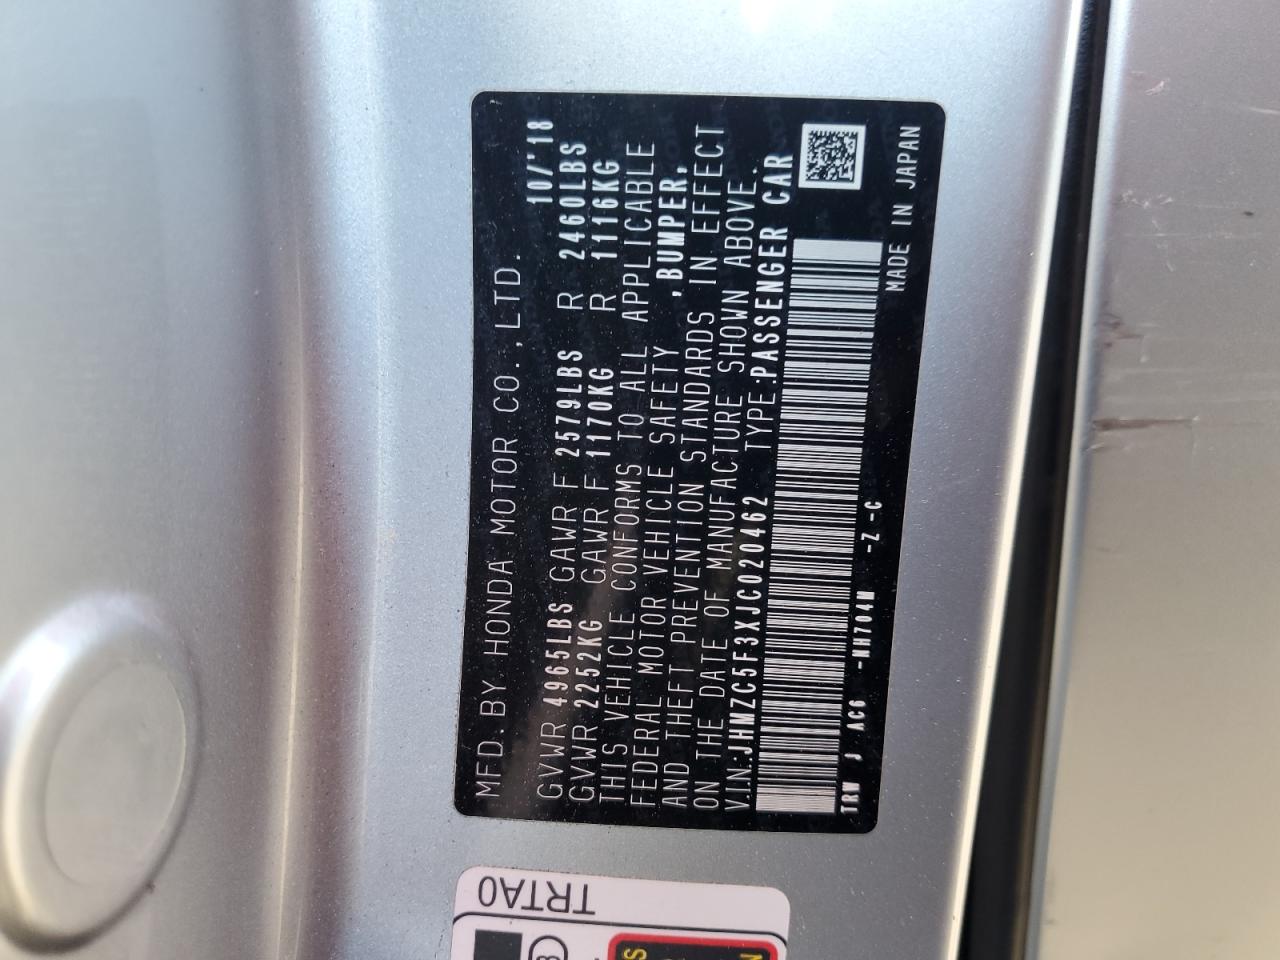 MFD. BY HONDA MOTOR CO., LTD.
10/'18
GVWR 4965LBS GAWR F 2579LBS R 2460LBS
GVWR 2252KG GAWR F 1170KG R 1116KG
THIS VEHICLE CONFORMS TO ALL APPLICABLE
FEDERAL MOTOR VEHICLE SAFETY ,BUMPER,
AND THEFT PREVENTION STANDARDS IN EFFECT
ON THE DATE OF MANUFACTURE SHOWN ABOVE.
VIN:JHMZC5F3XJC020462 TYPE:PASSENGER CAR
TRW J AC6 -NH704M -Z -C
MADE IN JAPAN
TRTA0